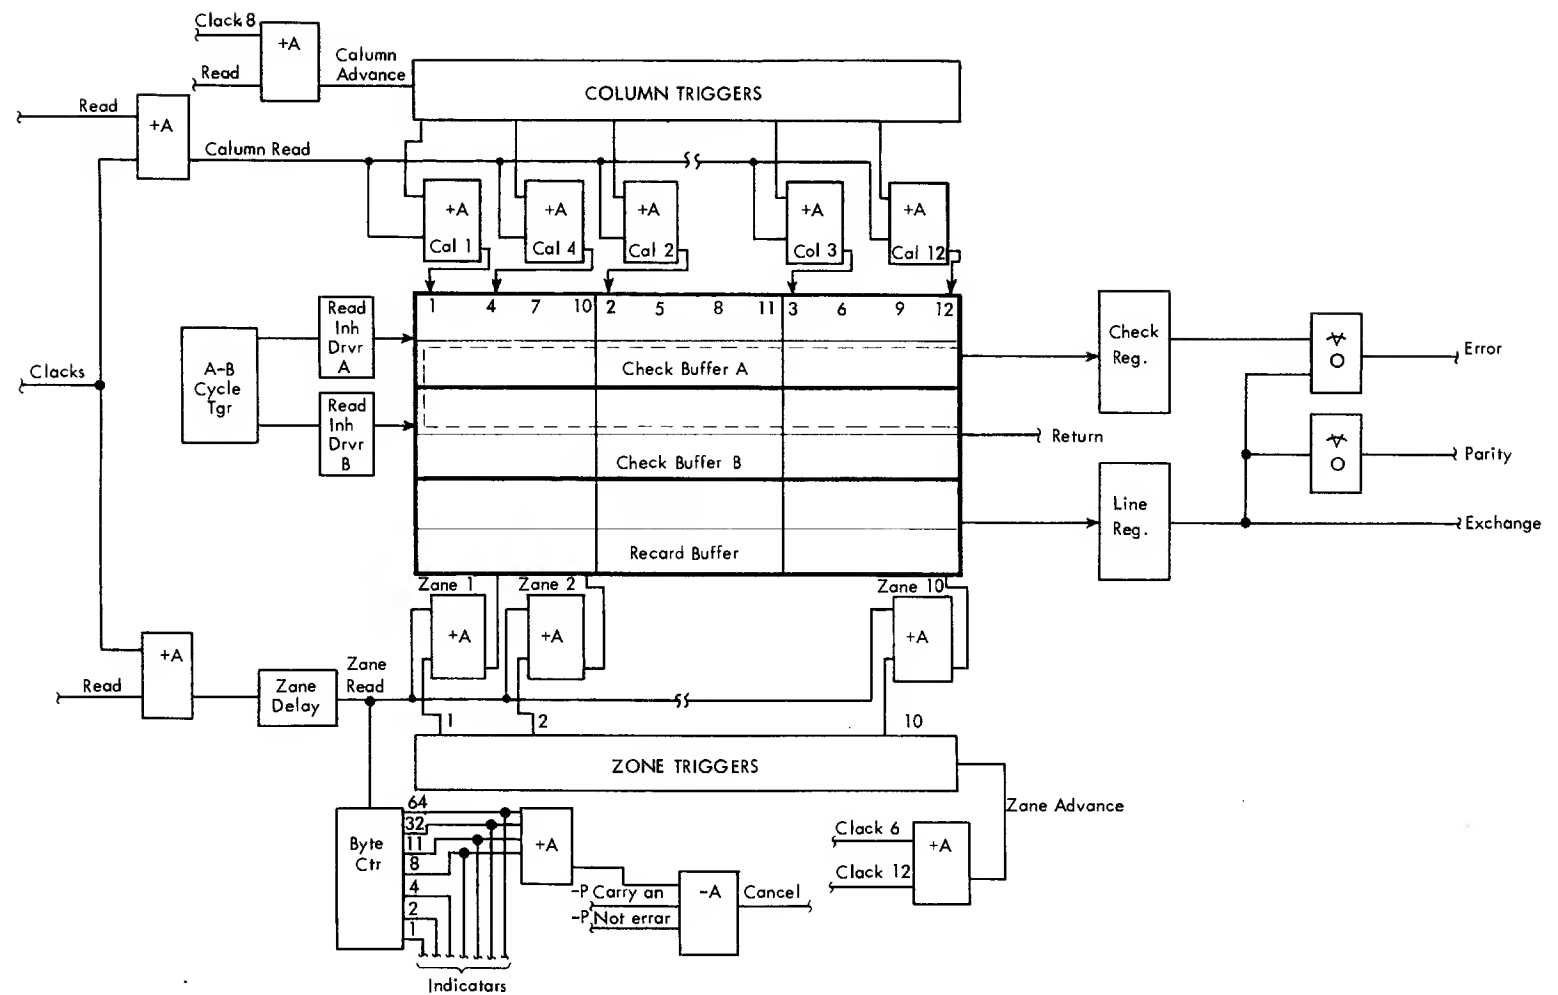 Clack 8
+A
Read
Calumn
Advance
COLUMN TRIGGERS
Read
+A
Calumn Read
+A
Cal 1
+A
Cal 4
+A
Cal 2
+A
Col 3
+A
Cal 12
1 4 7 10 2 5 8 11 3 6 9 12
Read
Inh
Drvr
A
A-B
Cycle
Tgr
Read
Inh
Drvr
B
Clacks
Check Buffer A
Check Buffer B
Recard Buffer
Return
Check
Reg.
Line
Reg.
∀
O
Error
∀
O
Parity
Exchange
Zane 1
+A
Zane 2
+A
Zane 10
+A
+A
Read
Zane
Delay
Zane
Read
1
2
10
ZONE TRIGGERS
Zane Advance
Byte
Ctr
64
32
11
8
4
2
1
+A
Indicatars
-P Carry an
-P Not error
-A
Cancel
Clack 6
Clack 12
+A